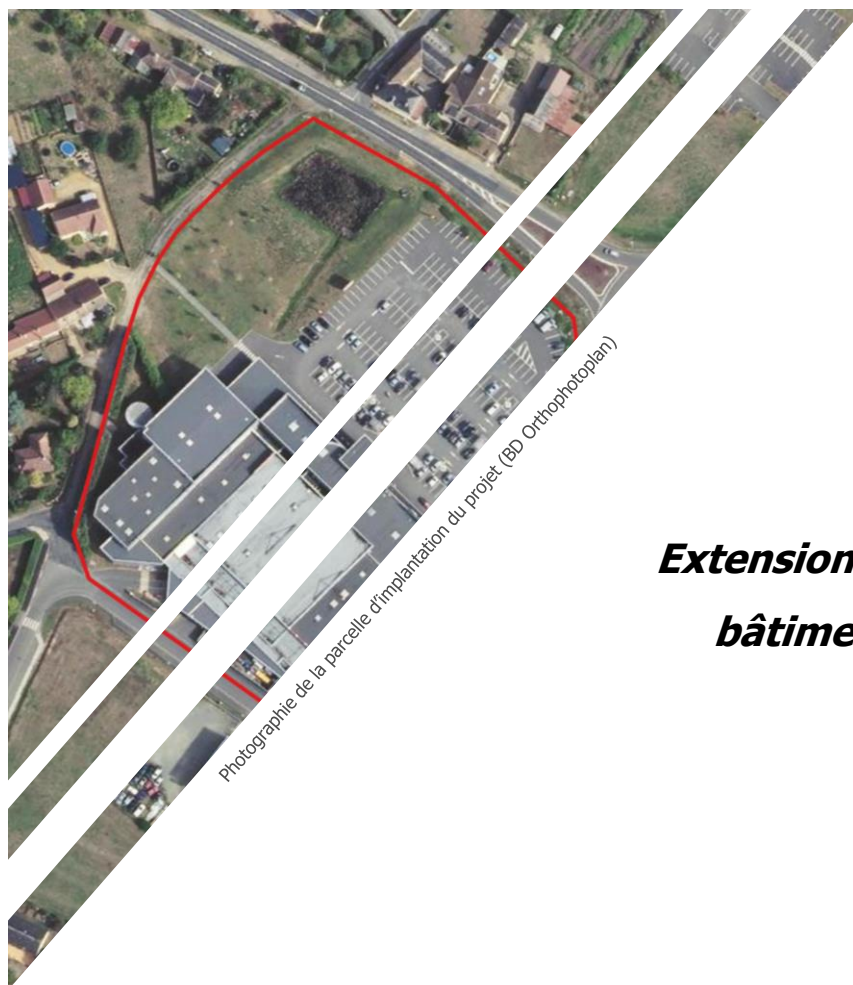 Photographie de la parcelle d'implantation du projet (BD Orthophotoplan)
Extension
bâtime